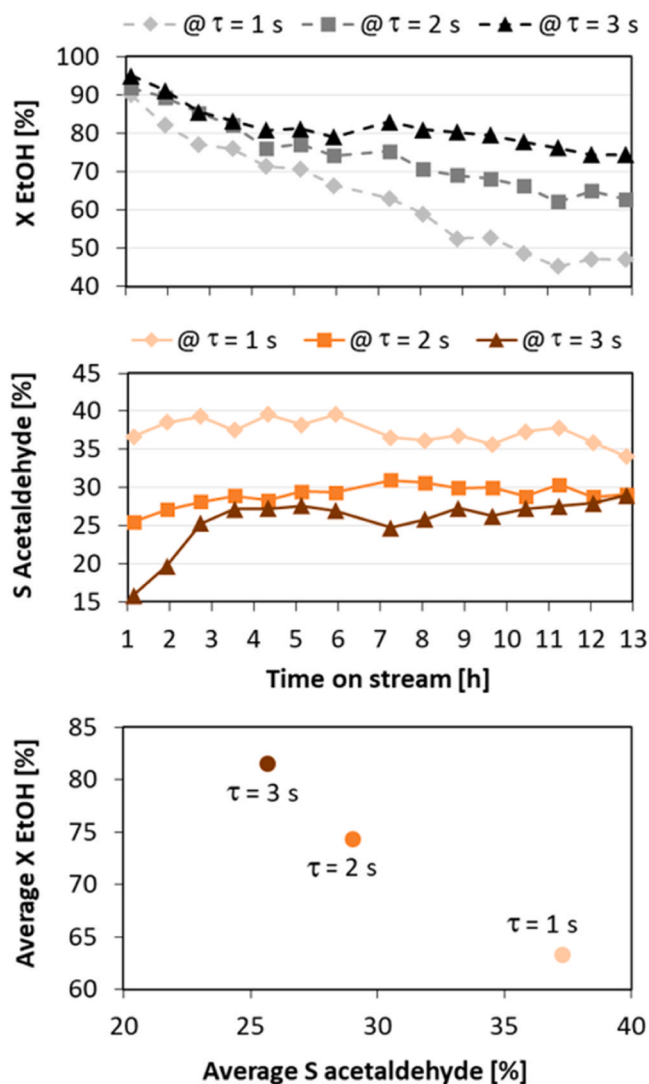 @ τ = 1 s @ τ = 2 s @ τ = 3 s
X EtOH [%]
100
90
80
70
60
50
40
@ τ = 1 s @ τ = 2 s @ τ = 3 s
S Acetaldehyde [%]
45
40
35
30
25
20
15
1 2 3 4 5 6 7 8 9 10 11 12 13
Time on stream [h]
Average X EtOH [%]
85
80
75
70
65
60
τ = 3 s
τ = 2 s
τ = 1 s
20 30 40
Average S acetaldehyde [%]